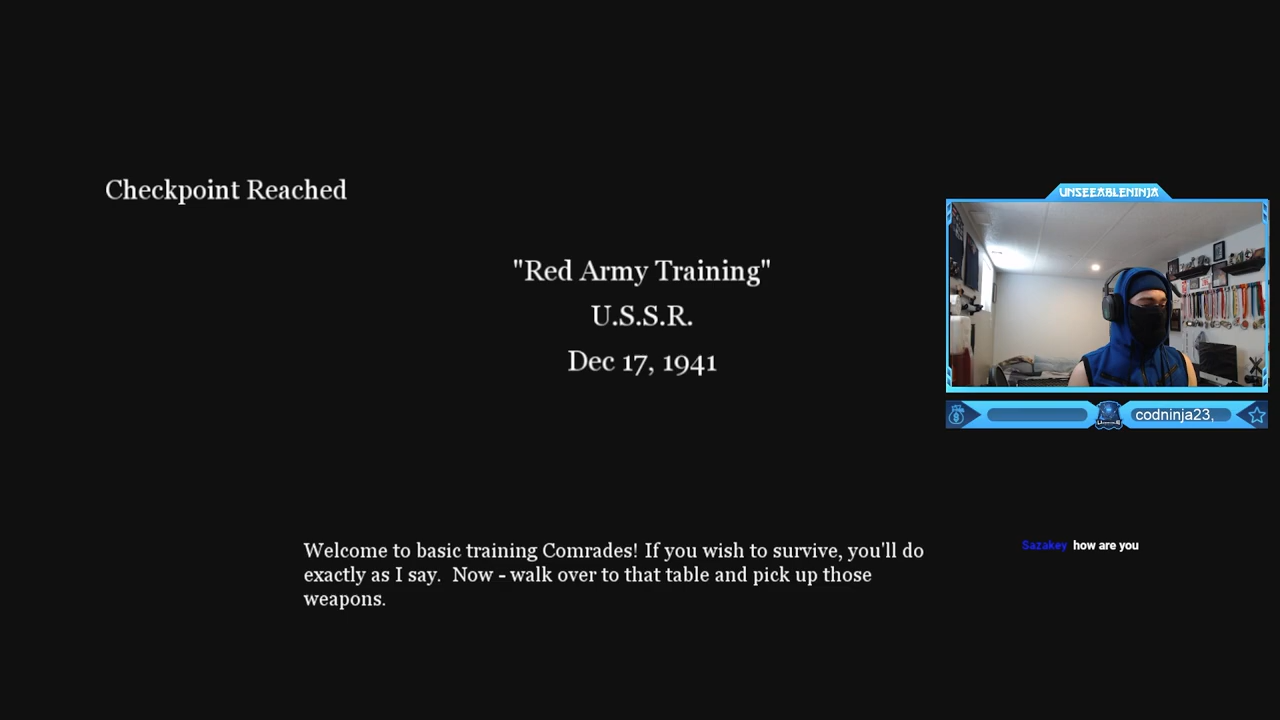 Checkpoint Reached
UNSEEABLENINJA
"Red Army Training"
U.S.S.R.
Dec 17, 1941
codninja23,
Welcome to basic training Comrades! If you wish to survive, you'll do
exactly as I say.  Now - walk over to that table and pick up those
weapons.
Sazakey how are you